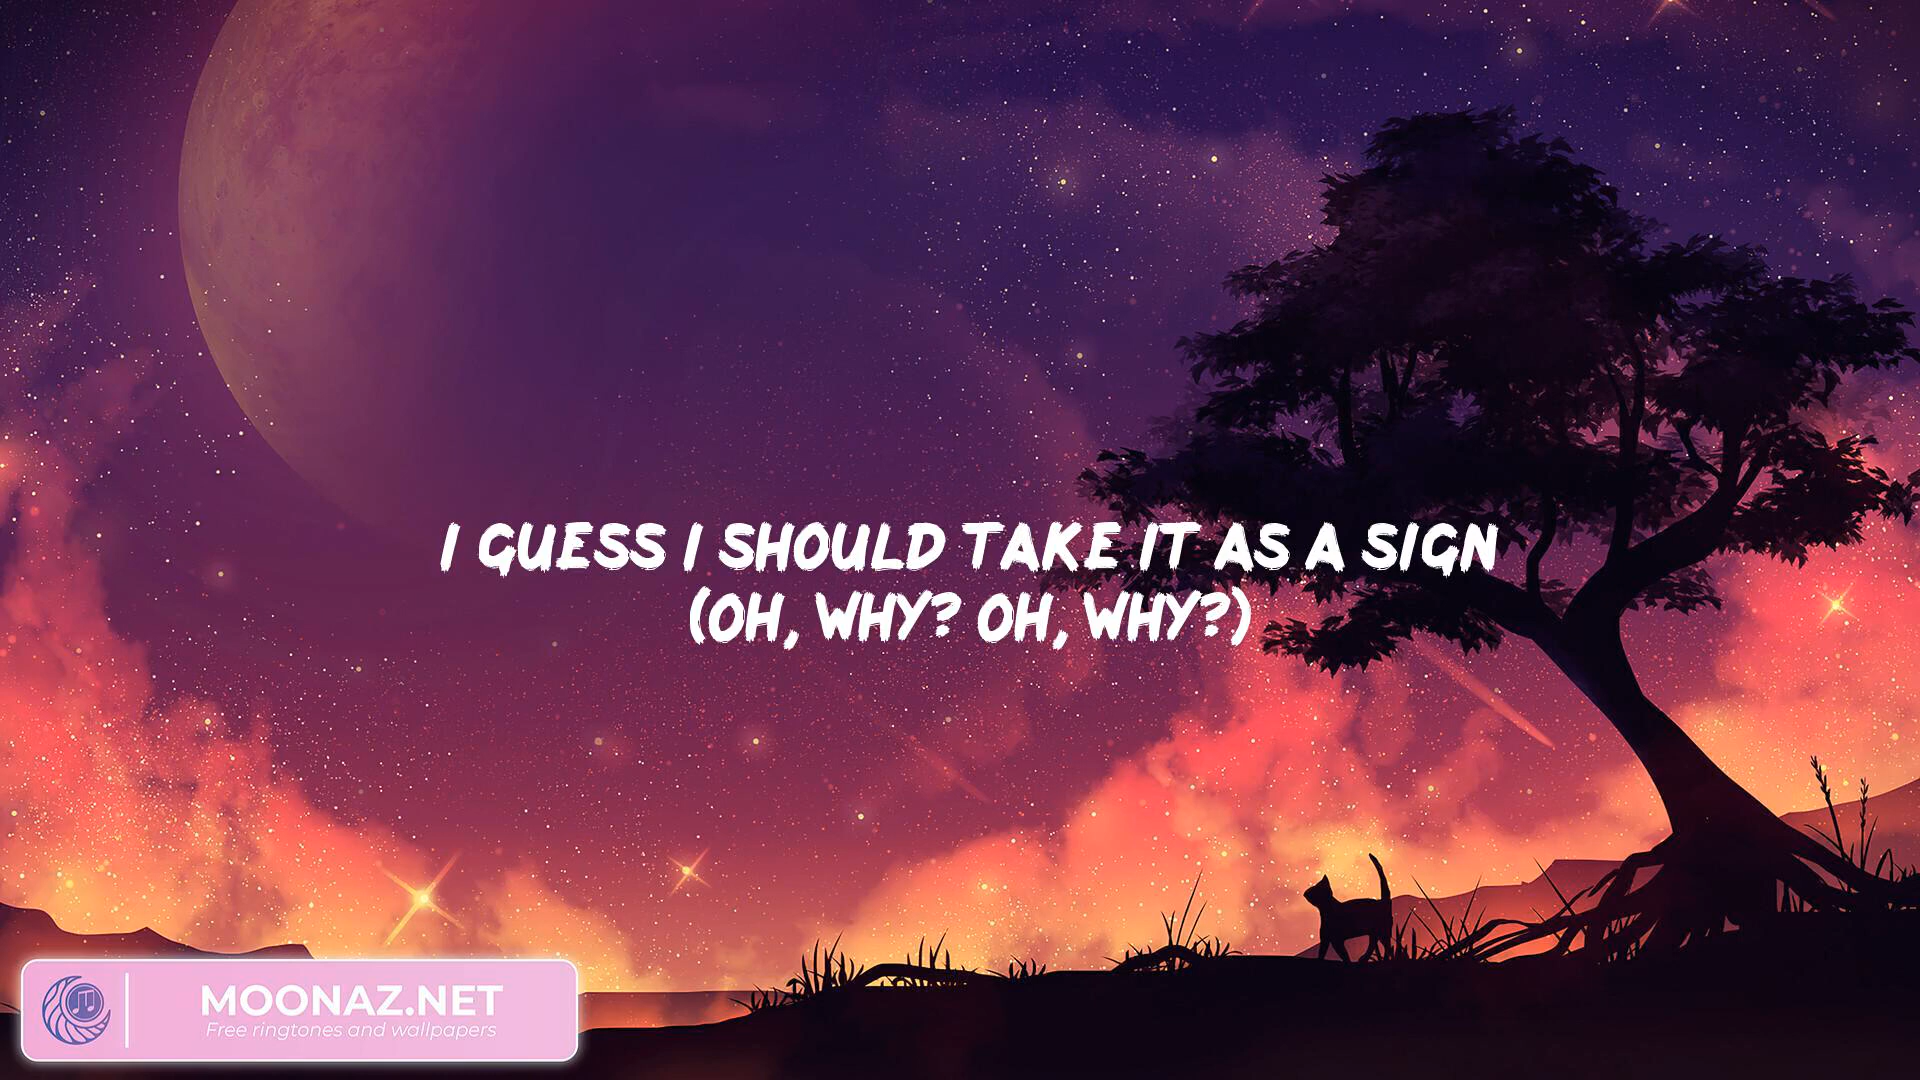 I GUESS I SHOULD TAKE IT AS A SIGN
(OH, WHY? OH, WHY?)
MOONAZ.NET
Free ringtones and wallpapers